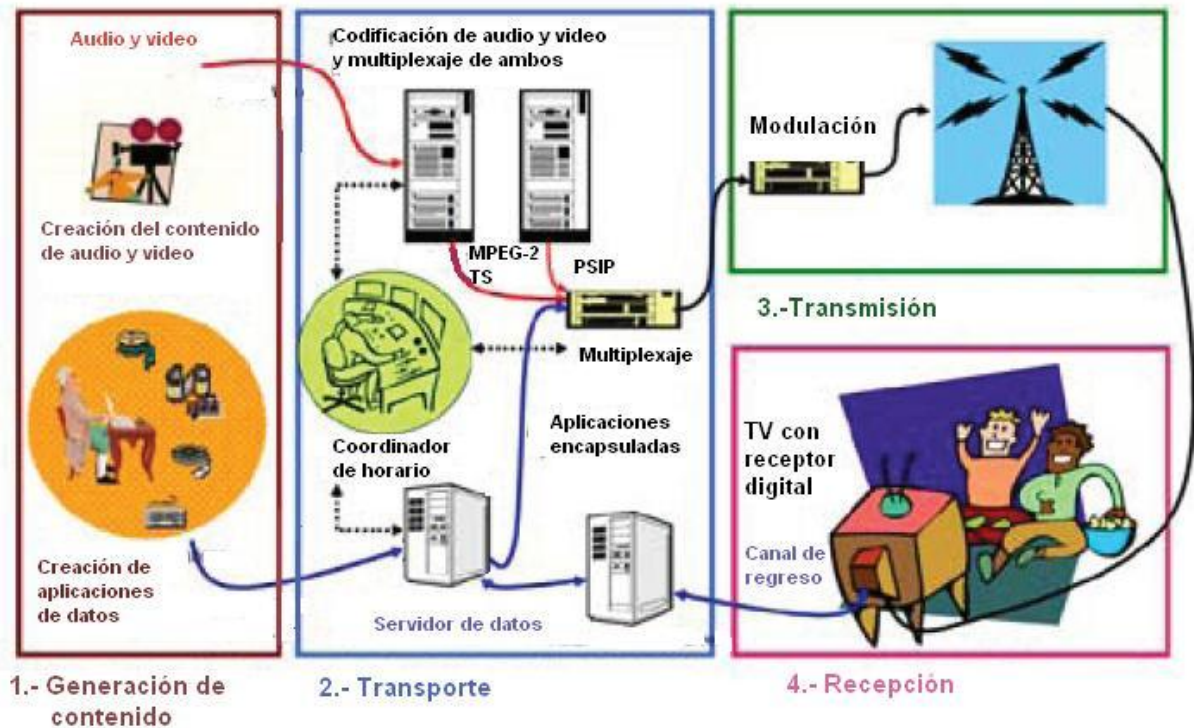 Audio y video
Creación del contenido
de audio y video
Creación de
aplicaciones
de datos
1.- Generación de
contenido
Codificación de audio y video
y multiplexaje de ambos
MPEG-2
TS
PSIP
Multiplexaje
Coordinador
de horario
Aplicaciones
encapsuladas
Servidor de datos
2.- Transporte
Modulación
3.-Transmisión
TV con
receptor
digital
Canal de
regreso
4.- Recepción